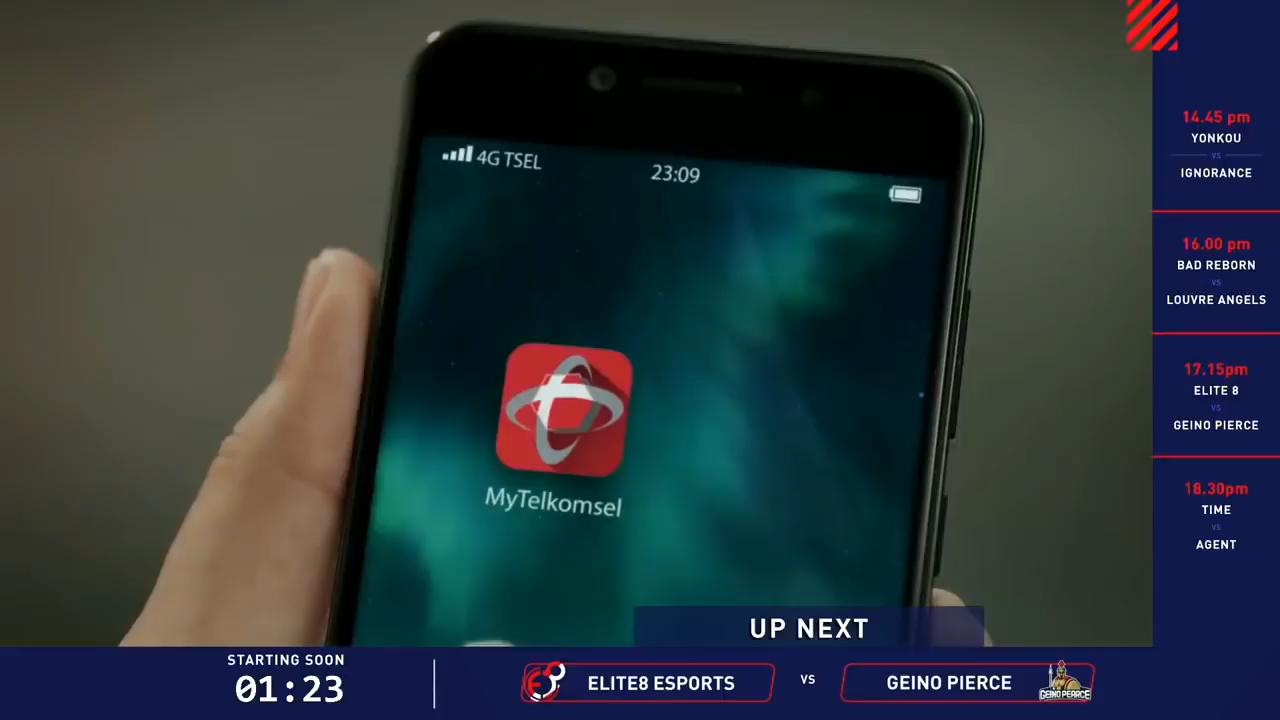 4G TSEL
23:09
MyTelkomsel
14.45 pm
YONKOU
VS
IGNORANCE
16.00 pm
BAD REBORN
VS
LOUVRE ANGELS
17.15pm
ELITE 8
VS
GEINO PIERCE
18.30pm
TIME
VS
AGENT
UP NEXT
STARTING SOON
01:23
ELITE8 ESPORTS
VS
GEINO PIERCE
GEINO PEARCE